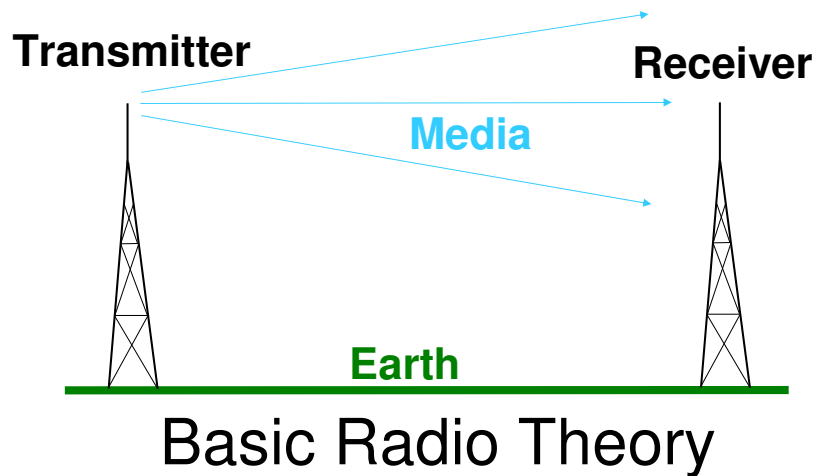 Transmitter
Receiver
Media
Earth
Basic Radio Theory